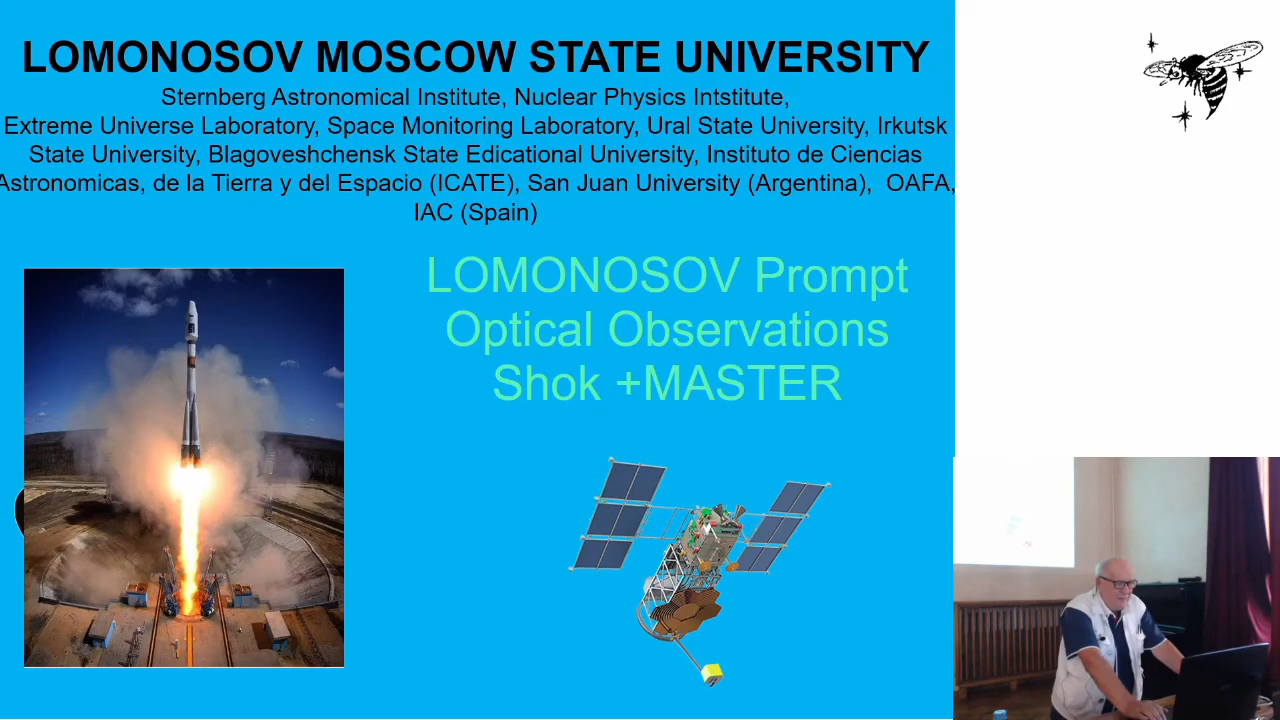 LOMONOSOV MOSCOW STATE UNIVERSITY
Sternberg Astronomical Institute, Nuclear Physics Intstitute,
Extreme Universe Laboratory, Space Monitoring Laboratory, Ural State University, Irkutsk
State University, Blagoveshchensk State Edicational University, Instituto de Ciencias
Astronomicas, de la Tierra y del Espacio (ICATE), San Juan University (Argentina), OAFA,
IAC (Spain)
LOMONOSOV Prompt
Optical Observations
Shok +MASTER